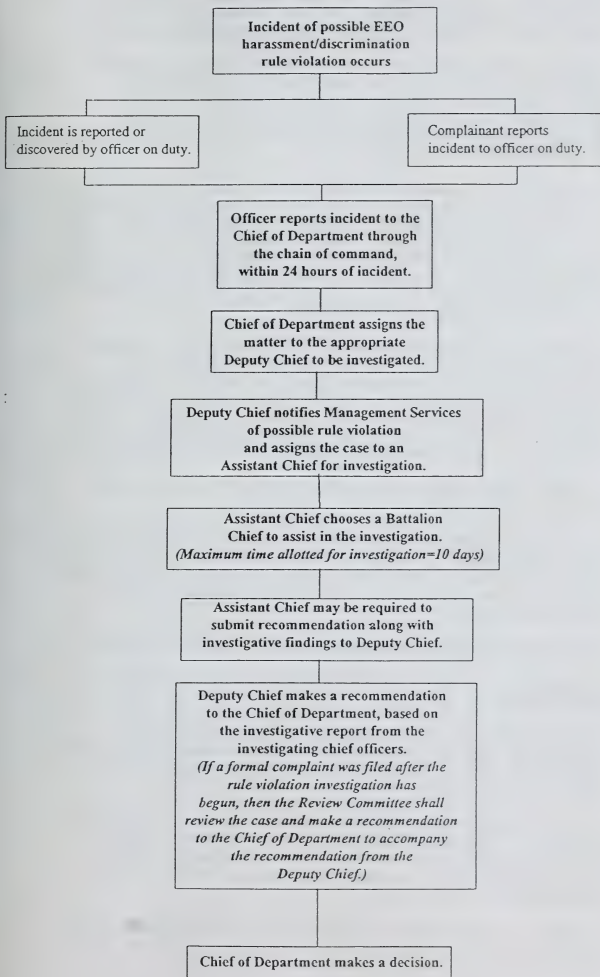 Incident of possible EEO
harassment/discrimination
rule violation occurs
Incident is reported or
discovered by officer on duty.
Complainant reports
incident to officer on duty.
Officer reports incident to the
Chief of Department through
the chain of command,
within 24 hours of incident.
Chief of Department assigns the
matter to the appropriate
Deputy Chief to be investigated.
Deputy Chief notifies Management Services
of possible rule violation
and assigns the case to an
Assistant Chief for investigation.
Assistant Chief chooses a Battalion
Chief to assist in the investigation.
(Maximum time allotted for investigation=10 days)
Assistant Chief may be required to
submit recommendation along with
investigative findings to Deputy Chief.
Deputy Chief makes a recommendation
to the Chief of Department, based on
the investigative report from the
investigating chief officers.
(If a formal complaint was filed after the
rule violation investigation has
begun, then the Review Committee shall
review the case and make a recommendation
to the Chief of Department to accompany
the recommendation from the
Deputy Chief.)
Chief of Department makes a decision.